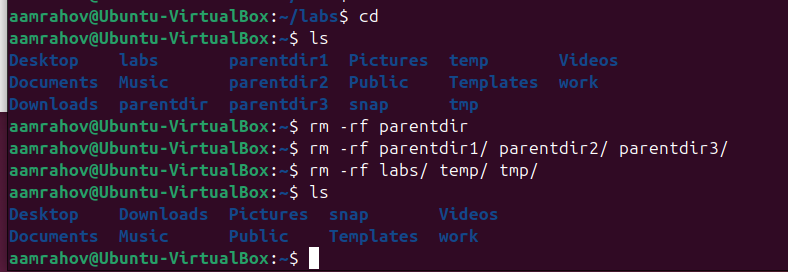 aamrahov@Ubuntu-VirtualBox:~/labs$ cd
aamrahov@Ubuntu-VirtualBox:~$ ls
Desktop    labs       parentdir1  Pictures  temp       Videos
Documents  Music      parentdir2  Public    Templates  work
Downloads  parentdir  parentdir3  snap      tmp
aamrahov@Ubuntu-VirtualBox:~$ rm -rf parentdir
aamrahov@Ubuntu-VirtualBox:~$ rm -rf parentdir1/ parentdir2/ parentdir3/
aamrahov@Ubuntu-VirtualBox:~$ rm -rf labs/ temp/ tmp/
aamrahov@Ubuntu-VirtualBox:~$ ls
Desktop    Downloads  Pictures  snap       Videos
Documents  Music      Public    Templates  work
aamrahov@Ubuntu-VirtualBox:~$